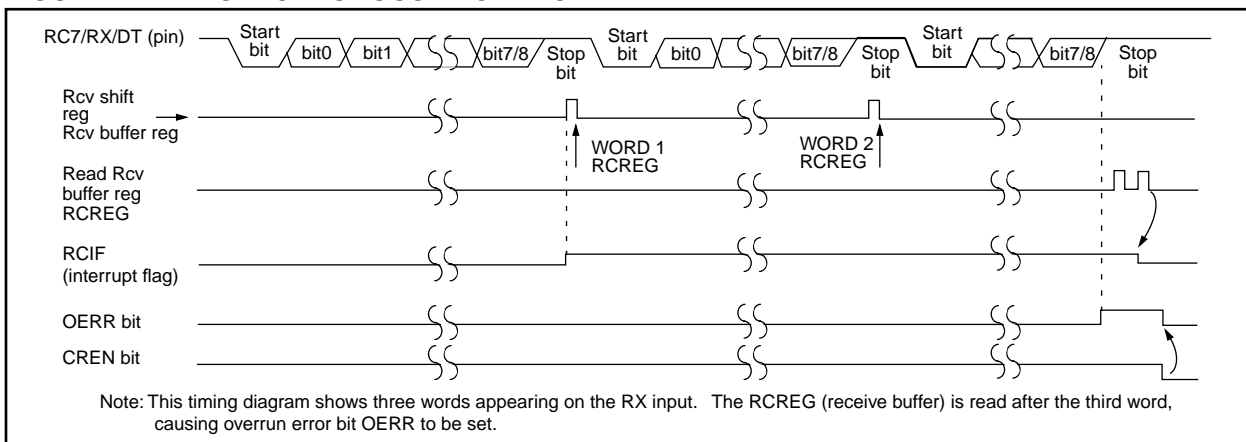 RC7/RX/DT (pin)
Start
bit
bit0
bit1
bit7/8
Stop
bit
Start
bit
bit0
bit7/8
Stop
bit
Start
bit
bit7/8
Stop
bit
Rcv shift
reg
Rcv buffer reg
WORD 1
RCREG
WORD 2
RCREG
Read Rcv
buffer reg
RCREG
RCIF
(interrupt flag)
OERR bit
CREN bit
Note: This timing diagram shows three words appearing on the RX input. The RCREG (receive buffer) is read after the third word,
causing overrun error bit OERR to be set.